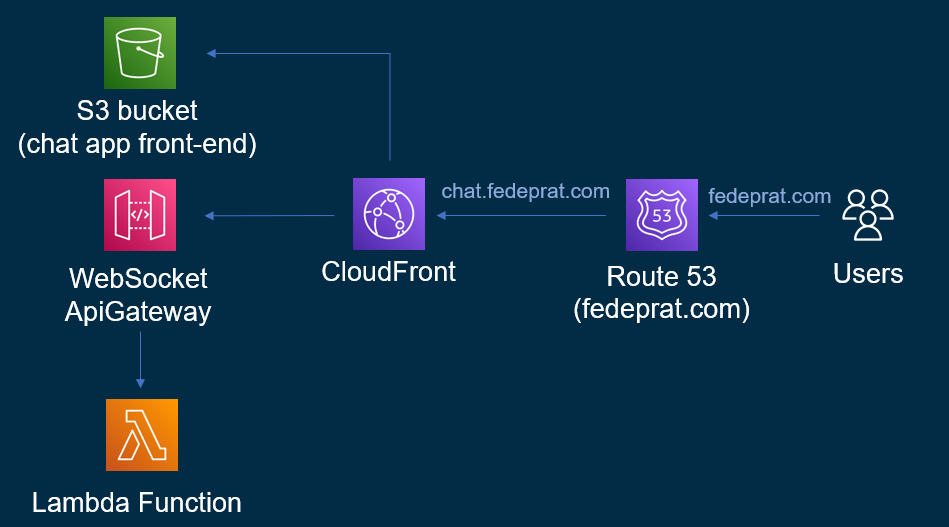 S3 bucket
(chat app front-end)
WebSocket
ApiGateway
</>
Lambda Function
CloudFront
chat.fedeprat.com
53
Route 53
(fedeprat.com)
fedeprat.com
Users